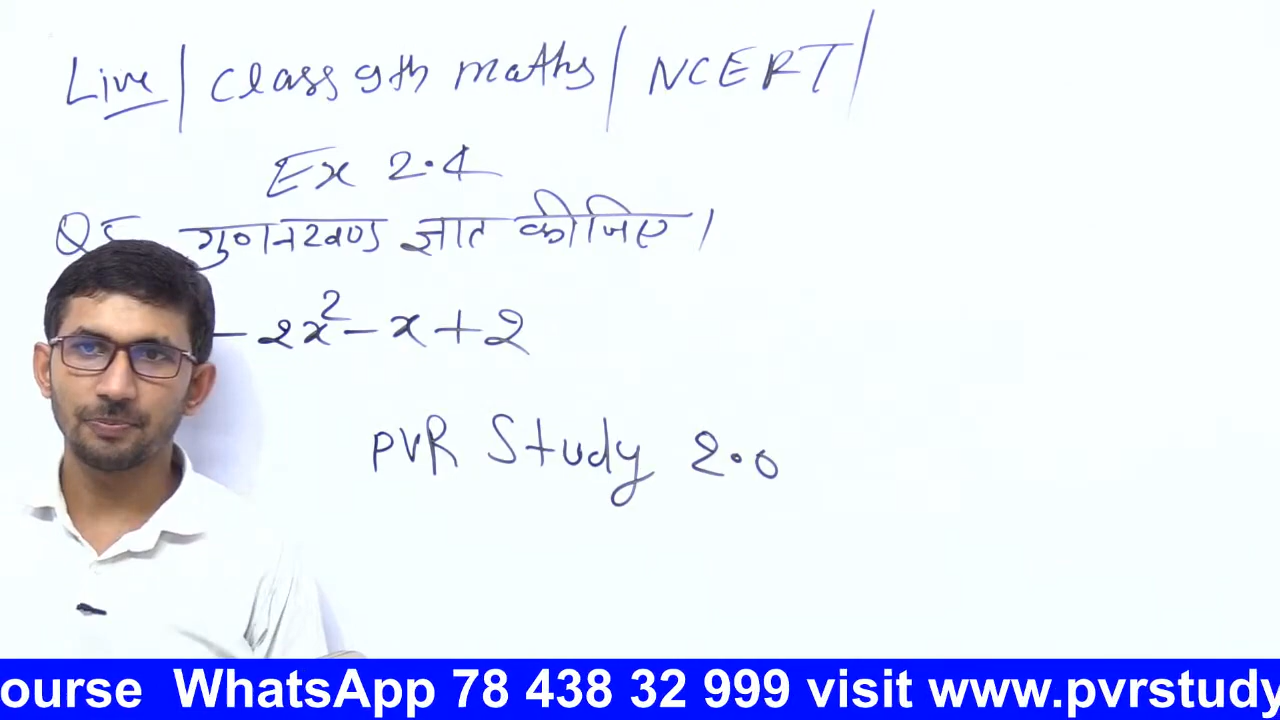 Live | Class 9th maths | NCERT |
Ex 2.4
Q5 गुणनखण्ड ज्ञात कीजिए।
- 2x² - x + 2
PVR Study 2.0
ourse WhatsApp 78 438 32 999 visit www.pvrstudy